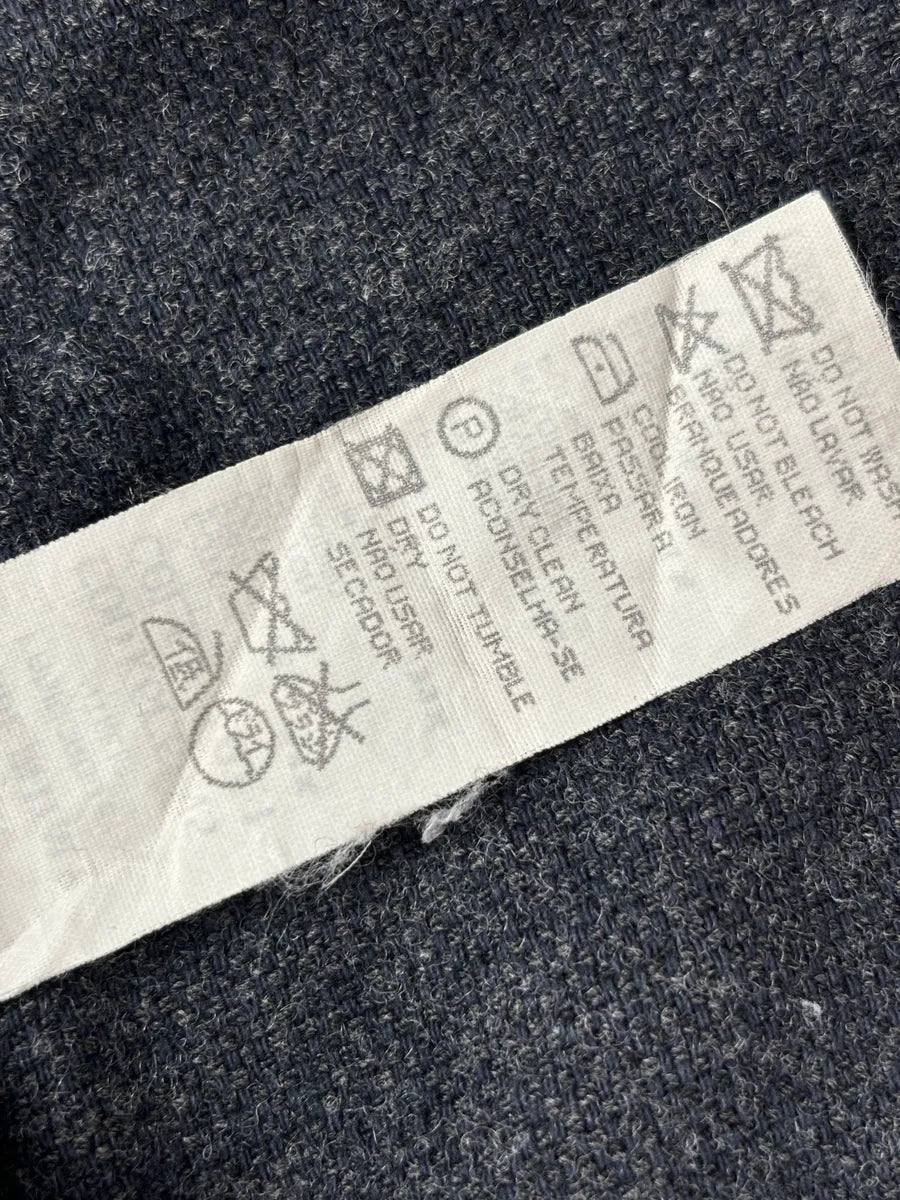 DO NOT WASH
NÃO LAVAR
DO NOT BLEACH
NÃO USAR
BRANQUEADORES
IRON
PASSAR A
BAIXA
TEMPERATURA
P
DRY CLEAN
ACONSELHA-SE
DO NOT TUMBLE
DRY
NÃO USAR
SECADOR